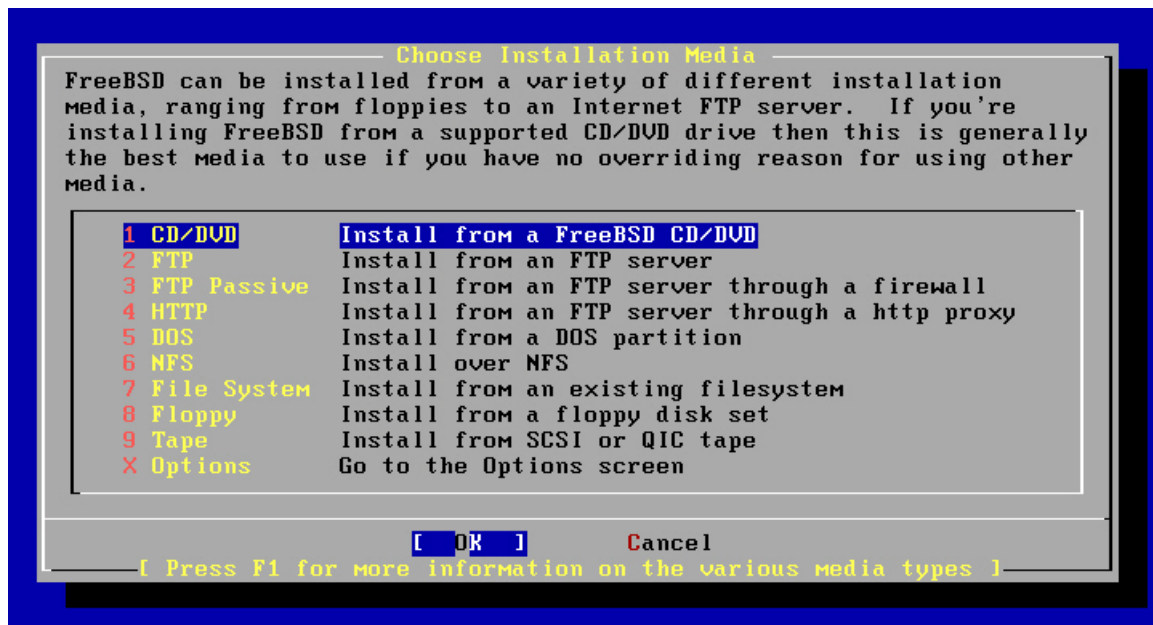 Choose Installation Media
FreeBSD can be installed from a variety of different installation
media, ranging from floppies to an Internet FTP server.  If you're
installing FreeBSD from a supported CD/DVD drive then this is generally
the best media to use if you have no overriding reason for using other
media.
1 CD/DVD Install from a FreeBSD CD/DVD
2 FTP Install from an FTP server
3 FTP Passive Install from an FTP server through a firewall
4 HTTP Install from an FTP server through a http proxy
5 DOS Install from a DOS partition
6 NFS Install over NFS
7 File System Install from an existing filesystem
8 Floppy Install from a floppy disk set
9 Tape Install from SCSI or QIC tape
X Options Go to the Options screen
[ OK ] Cancel
[ Press F1 for more information on the various media types ]